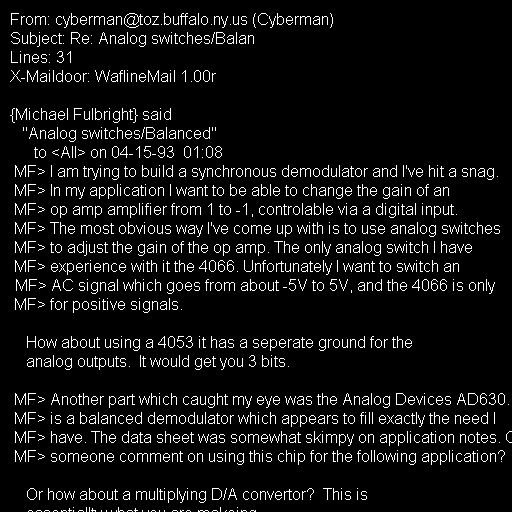 From: cyberman@toz.buffalo.ny.us (Cyberman)
Subject: Re: Analog switches/Balan
Lines: 31
X-Maildoor: WaflineMail 1.00r

{Michael Fulbright} said
"Analog switches/Balanced"
to <All> on 04-15-93  01:08
MF> I am trying to build a synchronous demodulator and I've hit a snag.
MF> In my application I want to be able to change the gain of an
MF> op amp amplifier from 1 to -1, controlable via a digital input.
MF> The most obvious way I've come up with is to use analog switches
MF> to adjust the gain of the op amp. The only analog switch I have
MF> experience with it the 4066. Unfortunately I want to switch an
MF> AC signal which goes from about -5V to 5V, and the 4066 is only
MF> for positive signals.

How about using a 4053 it has a seperate ground for the
analog outputs.  It would get you 3 bits.

MF> Another part which caught my eye was the Analog Devices AD630.
MF> is a balanced demodulator which appears to fill exactly the need I
MF> have. The data sheet was somewhat skimpy on application notes.
MF> someone comment on using this chip for the following application?

Or how about a multiplying D/A convertor?  This is
essentiallt what you are makeing